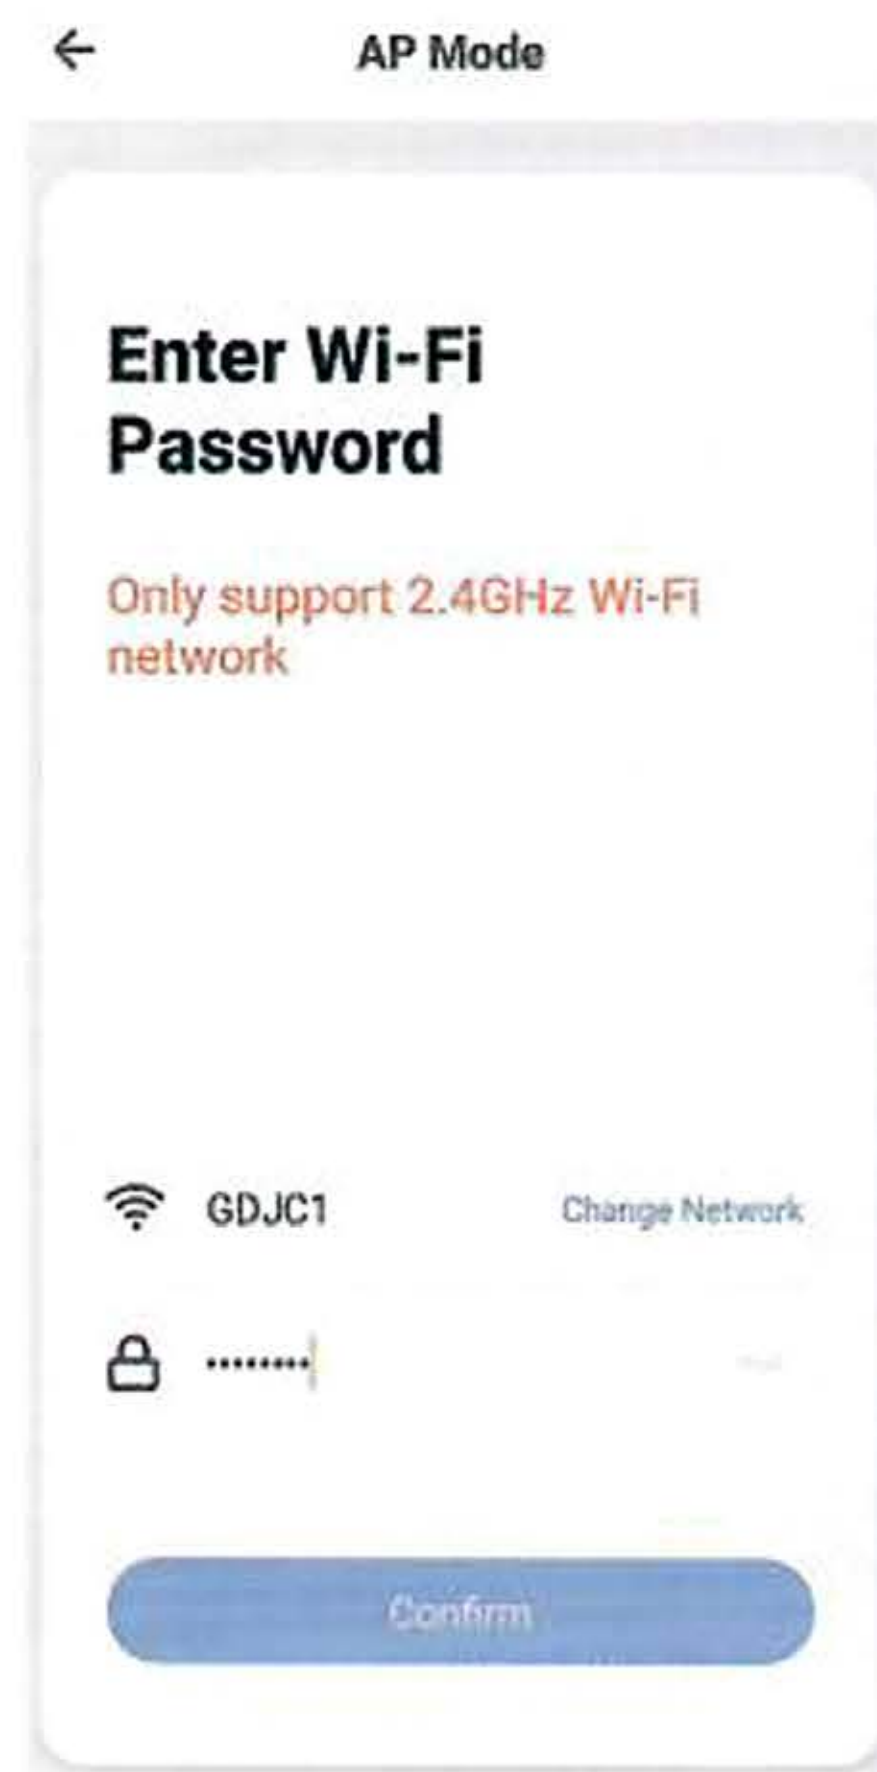 AP Mode
Enter Wi-Fi
Password
Only support 2.4GHz Wi-Fi
network
GDJC1 Change Network
••••••••
Confirm